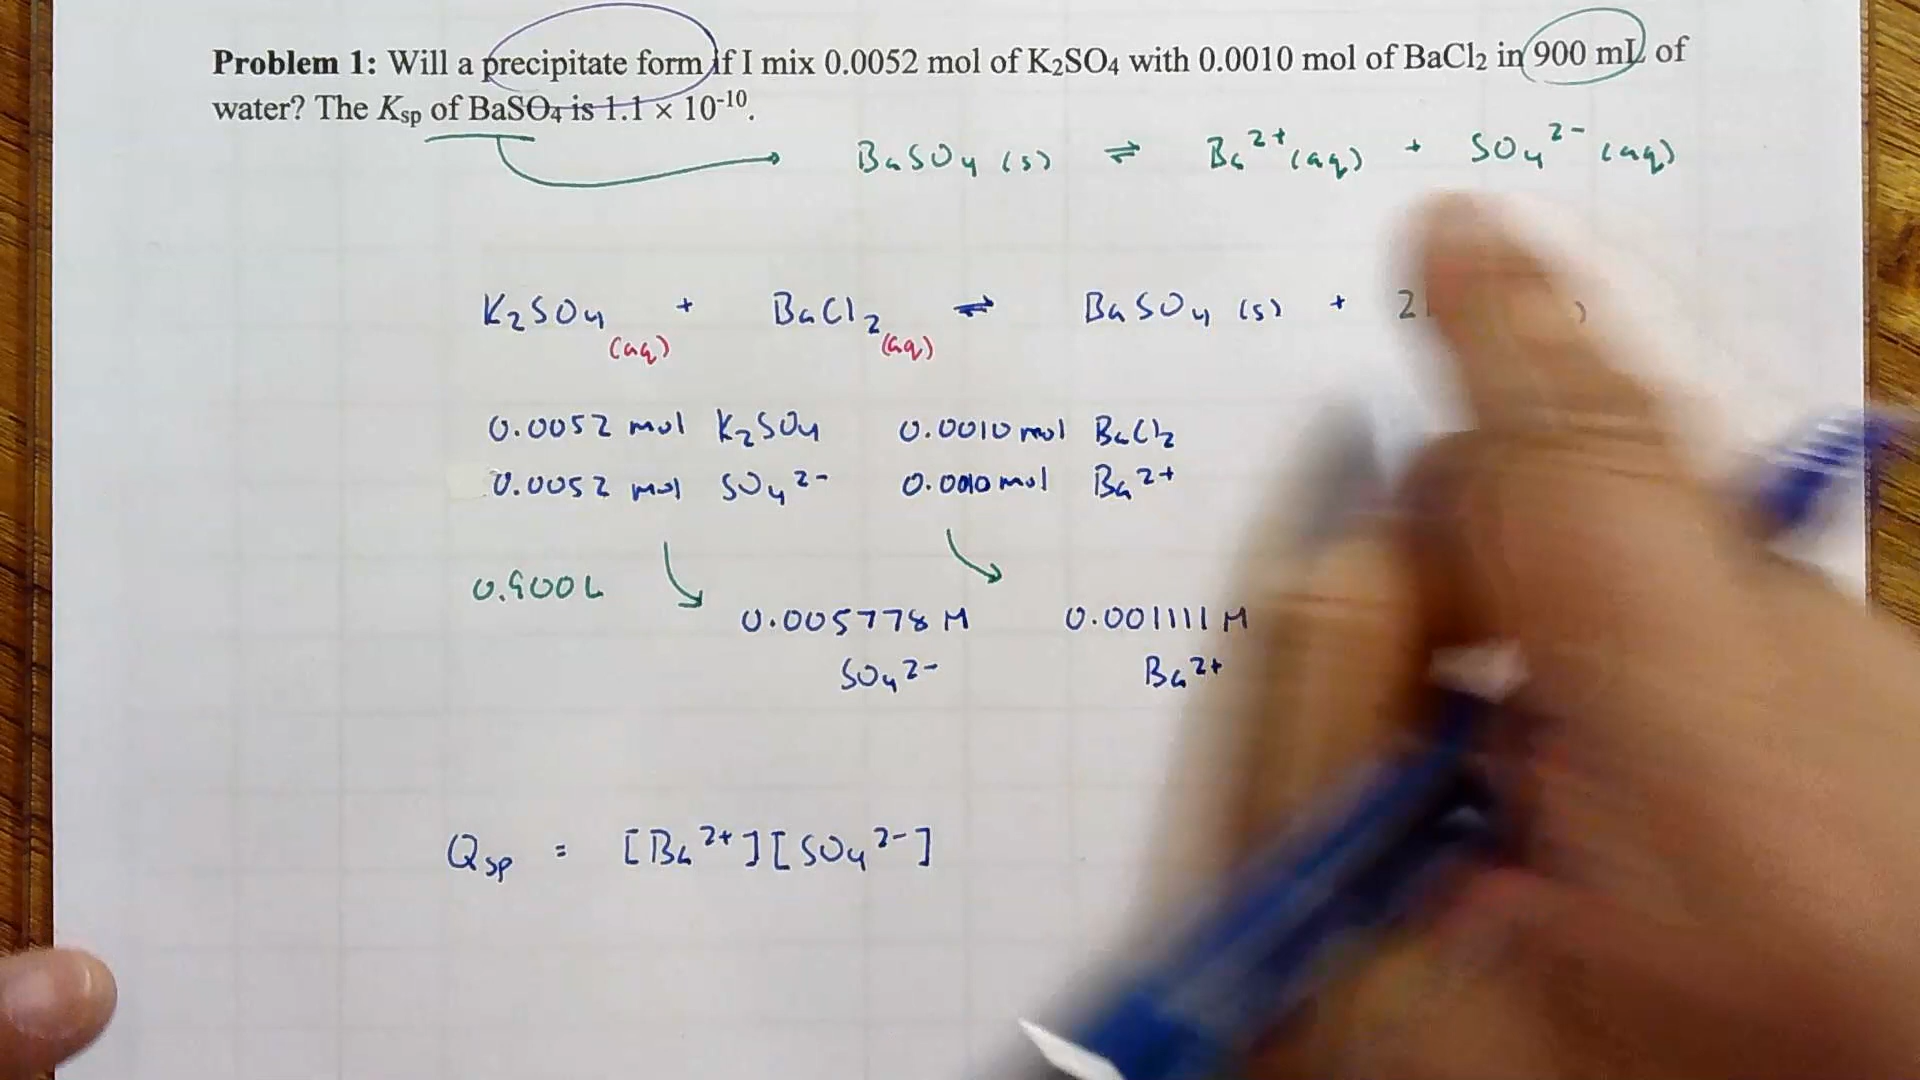 Problem 1: Will a precipitate form if I mix 0.0052 mol of K₂SO₄ with 0.0010 mol of BaCl₂ in 900 mL of
water? The Ksp of BaSO₄ is 1.1 × 10⁻¹⁰.
BaSO₄ (s) ⇌ Ba²⁺ (aq) + SO₄²⁻ (aq)
K₂SO₄ (aq) + BaCl₂ (aq) ⇌ BaSO₄ (s) + 2
0.0052 mol K₂SO₄ 0.0010 mol BaCl₂
0.0052 mol SO₄²⁻ 0.0010 mol Ba²⁺
0.900L
0.005778 M 0.001111 M
SO₄²⁻ Ba²⁺
Qsp = [Ba²⁺][SO₄²⁻]